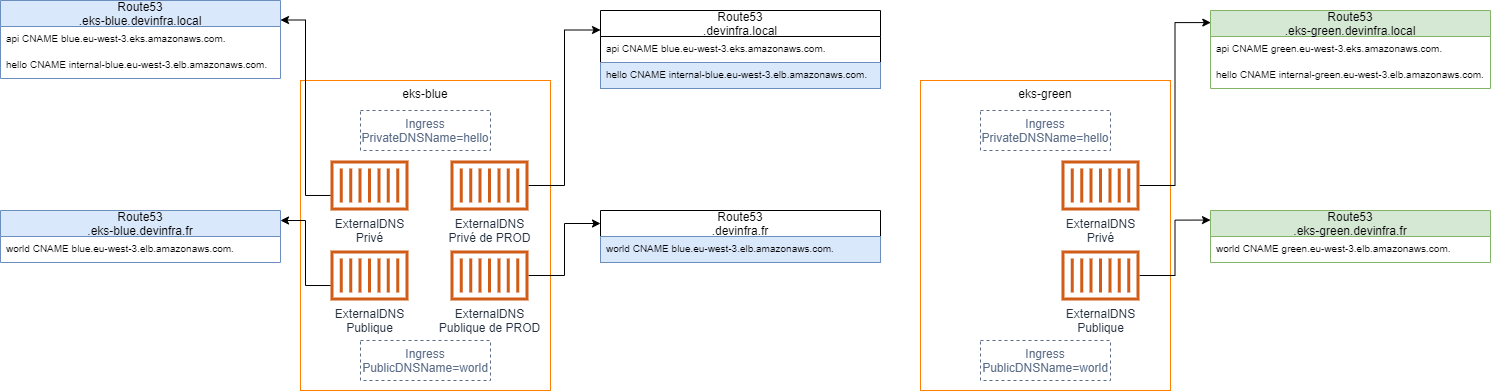 Route53
.eks-blue.devinfra.local
api CNAME blue.eu-west-3.eks.amazonaws.com.
hello CNAME internal-blue.eu-west-3.elb.amazonaws.com.
Route53
.devinfra.local
api CNAME blue.eu-west-3.eks.amazonaws.com.
hello CNAME internal-blue.eu-west-3.elb.amazonaws.com.
Route53
.eks-green.devinfra.local
api CNAME green.eu-west-3.eks.amazonaws.com.
hello CNAME internal-green.eu-west-3.elb.amazonaws.com.
eks-blue
Ingress
PrivateDNSName=hello
ExternalDNS
Privé
ExternalDNS
Privé de PROD
ExternalDNS
Publique
ExternalDNS
Publique de PROD
Ingress
PublicDNSName=world
eks-green
Ingress
PrivateDNSName=hello
ExternalDNS
Privé
ExternalDNS
Publique
Ingress
PublicDNSName=world
Route53
.eks-blue.devinfra.fr
world CNAME blue.eu-west-3.elb.amazonaws.com.
Route53
.devinfra.fr
world CNAME blue.eu-west-3.elb.amazonaws.com.
Route53
.eks-green.devinfra.fr
world CNAME green.eu-west-3.elb.amazonaws.com.